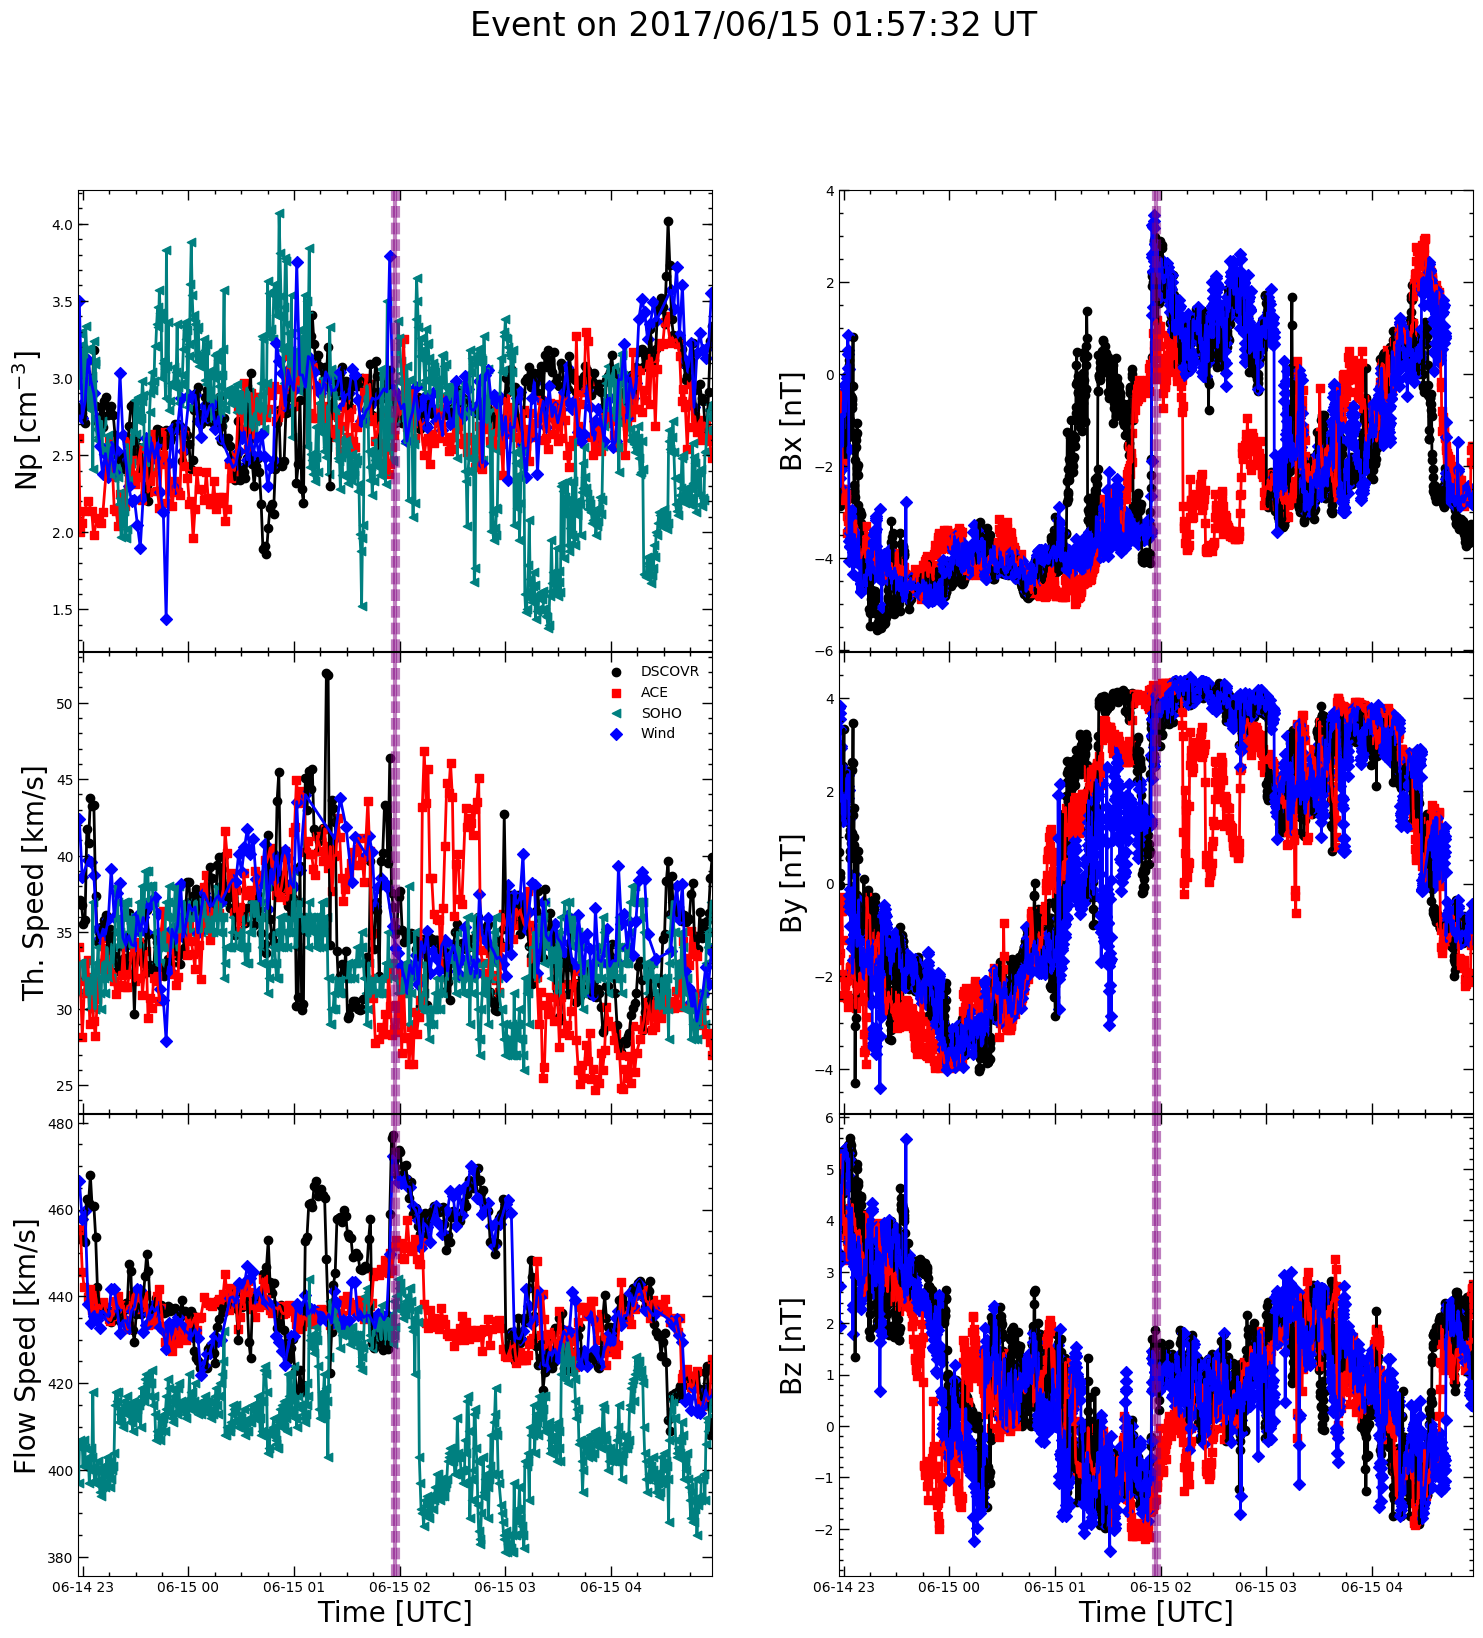 Event on 2017/06/15 01:57:32 UT
Np [cm⁻³]
4.0
3.5
3.0
2.5
2.0
1.5
Th. Speed [km/s]
50
45
40
35
30
25
DSCOVR
ACE
SOHO
Wind
Flow Speed [km/s]
480
460
440
420
400
380
06-14 23 06-15 00 06-15 01 06-15 02 06-15 03 06-15 04
Time [UTC]
Bx [nT]
4
2
0
−2
−4
−6
By [nT]
4
2
0
−2
−4
Bz [nT]
6
5
4
3
2
1
0
−1
−2
06-14 23 06-15 00 06-15 01 06-15 02 06-15 03 06-15 04
Time [UTC]